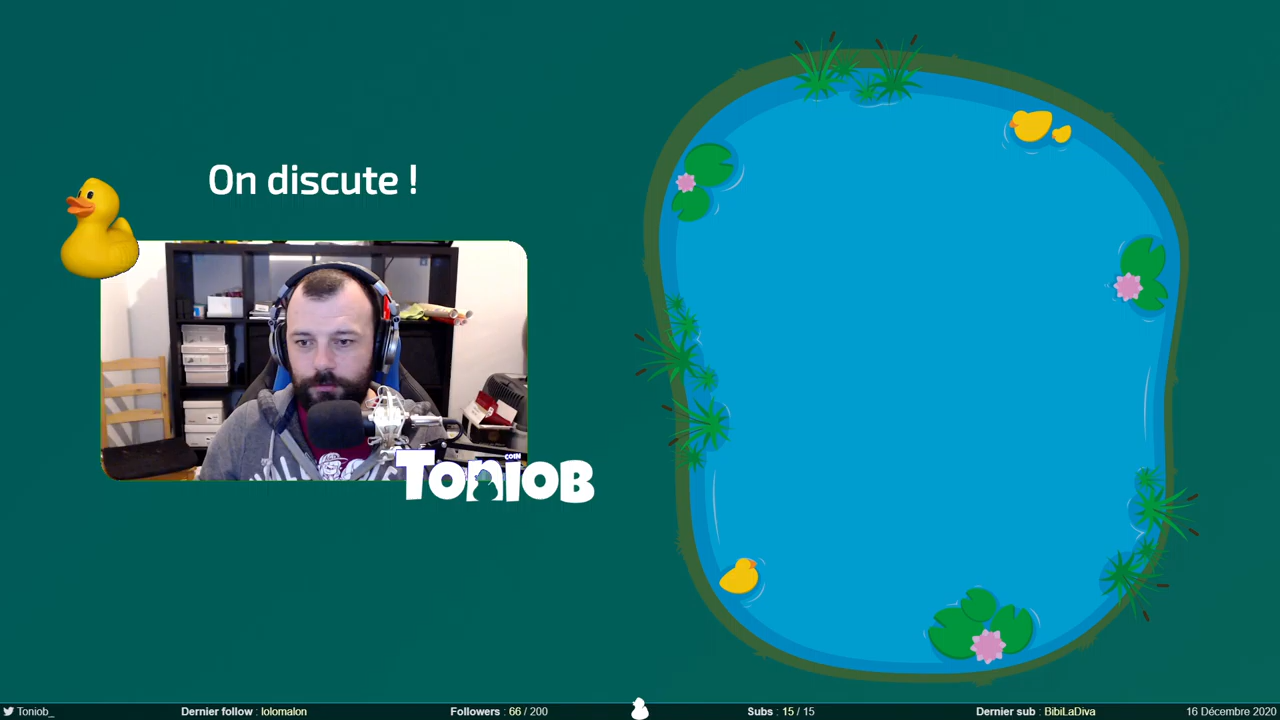 On discute !
COIN
TONIOB
Toniob_
Dernier follow : lolomalon
Followers : 66 / 200
Subs : 15 / 15
Dernier sub : BibiLaDiva
16 Décembre 2020